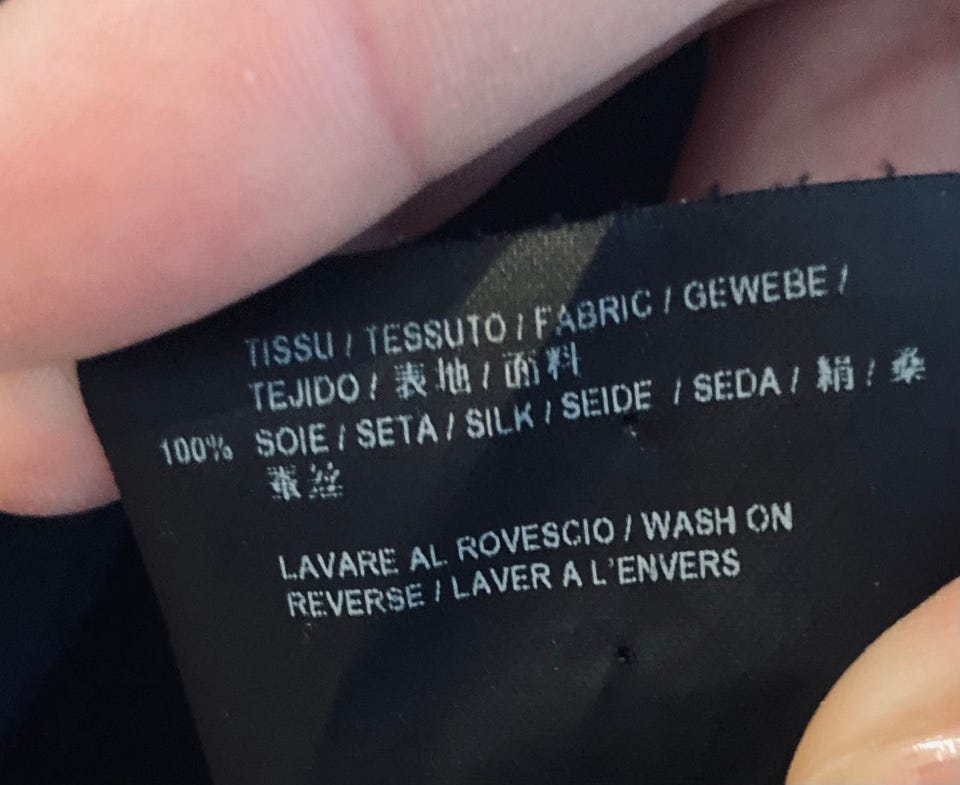 TISSU / TESSUTO / FABRIC / GEWEBE /
TEJIDO / 表地 / 面料
100% SOIE / SETA / SILK / SEIDE / SEDA / 絹 / 桑
蚕丝
LAVARE AL ROVESCIO / WASH ON
REVERSE / LAVER A L'ENVERS